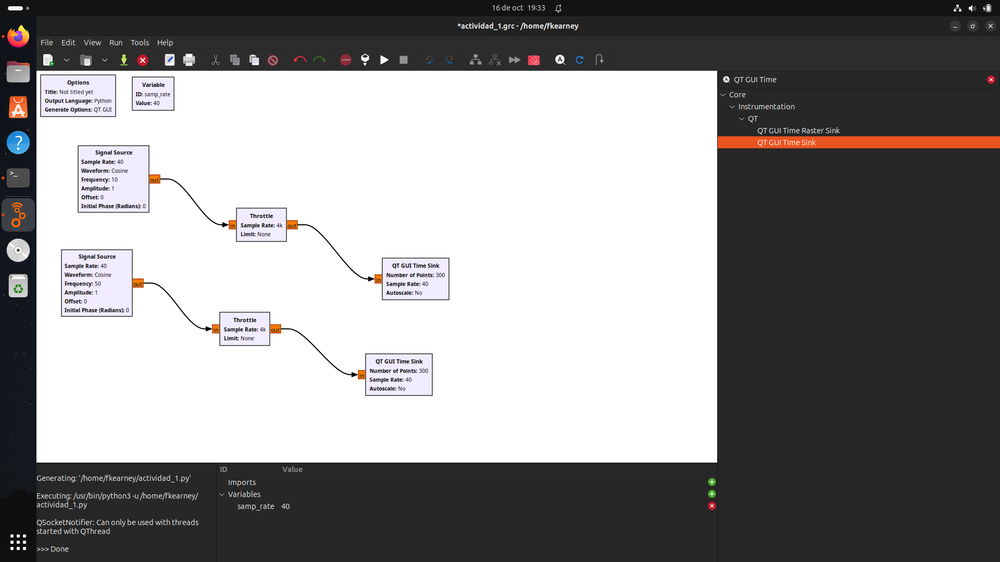 16 de oct 19:33
*actividad_1.grc - /home/fkearney
File Edit View Run Tools Help
Options
Title: Not titled yet
Output Language: Python
Generate Options: QT GUI
Variable
ID: samp_rate
Value: 40
Signal Source
Sample Rate: 40
Waveform: Cosine
Frequency: 10
Amplitude: 1
Offset: 0
Initial Phase (Radians): 0
out
in
Throttle
Sample Rate: 4k
Limit: None
out
in
QT GUI Time Sink
Number of Points: 300
Sample Rate: 40
Autoscale: No
Signal Source
Sample Rate: 40
Waveform: Cosine
Frequency: 50
Amplitude: 1
Offset: 0
Initial Phase (Radians): 0
out
in
Throttle
Sample Rate: 4k
Limit: None
out
in
QT GUI Time Sink
Number of Points: 300
Sample Rate: 40
Autoscale: No
QT GUI Time
Core
Instrumentation
QT
QT GUI Time Raster Sink
QT GUI Time Sink
Generating: '/home/fkearney/actividad_1.py'
Executing: /usr/bin/python3 -u /home/fkearney/
actividad_1.py
QSocketNotifier: Can only be used with threads
started with QThread
>>> Done
ID Value
Imports
Variables
samp_rate 40